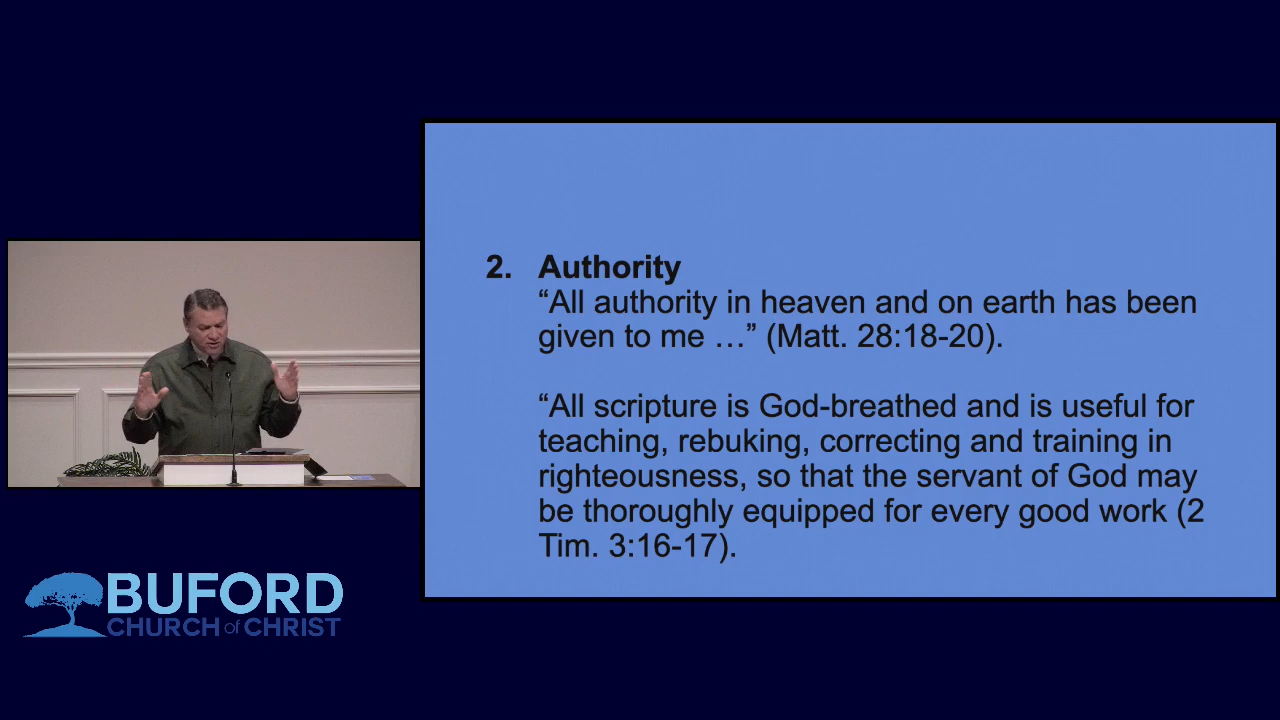 2. Authority
“All authority in heaven and on earth has been
given to me …” (Matt. 28:18-20).
“All scripture is God-breathed and is useful for
teaching, rebuking, correcting and training in
righteousness, so that the servant of God may
be thoroughly equipped for every good work (2
Tim. 3:16-17).
BUFORD
CHURCH of CHRIST